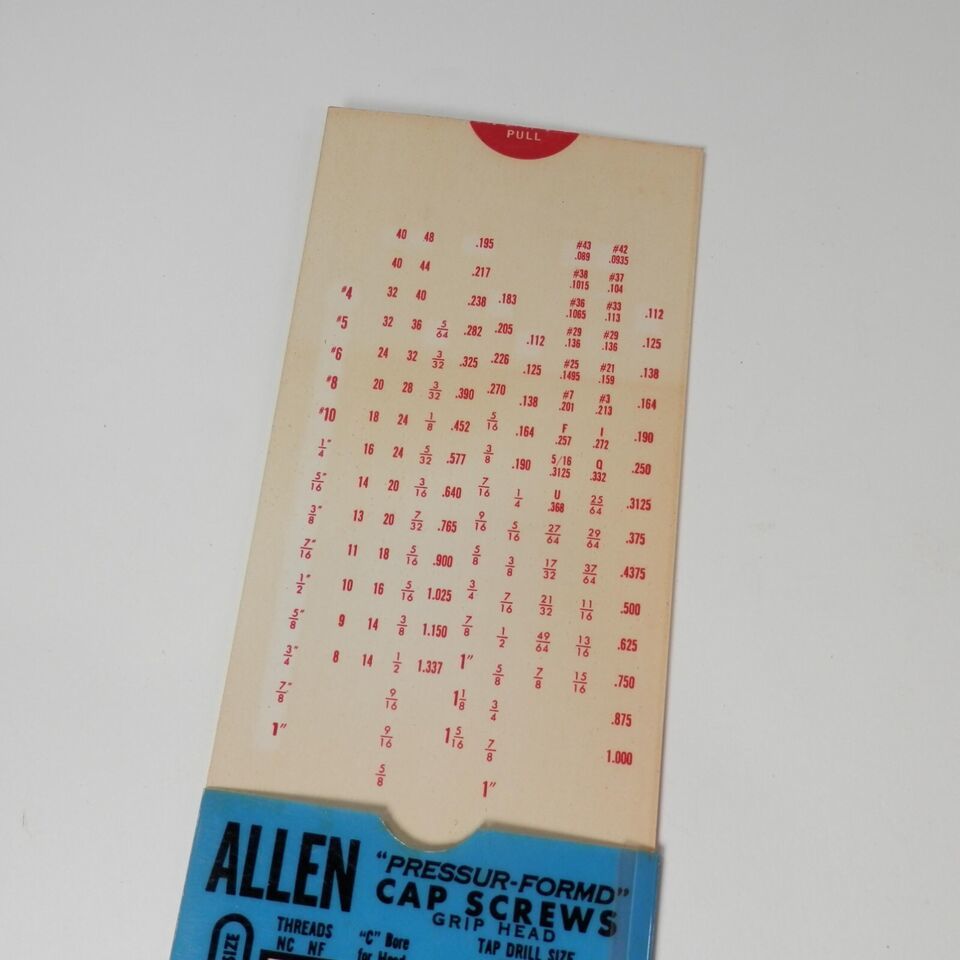 PULL
40 48 .195 #43 #42
.089 .0935
40 44 .217 #38 #37
.1015 .104
#4 32 40 .238 .183 #36 #33 .112
.1065 .113
#5 32 36 5/64 .282 .205 .112 #29 #29 .125
.136 .136
#6 24 32 3/32 .325 .226 .125 #25 #21 .138
.1495 .159
#8 20 28 3/32 .390 .270 .138 #7 #3 .164
.201 .213
#10 18 24 1/8 .452 5/16 .164 F I .190
.257 .272
1/4" 16 24 5/32 .577 3/8 .190 5/16 Q .250
.3125 .332
5/16" 14 20 3/16 .640 7/16 1/4 U 25/64 .3125
.368
3/8" 13 20 7/32 .765 9/16 5/16 27/64 29/64 .375
7/16" 11 18 5/16 .900 5/8 3/8 17/32 37/64 .4375
1/2" 10 16 5/16 1.025 3/4 7/16 21/32 11/16 .500
5/8" 9 14 3/8 1.150 7/8 1/2 49/64 13/16 .625
3/4" 8 14 1/2 1.337 1" 5/8 7/8 15/16 .750
7/8" 9/16 1 1/8 3/4 .875
1" 9/16 1 5/16 7/8 1.000
5/8 1"
ALLEN "PRESSUR-FORMD"
CAP SCREWS
GRIP HEAD
SIZE THREADS "C" Bore TAP DRILL SIZE
NC NF for Head